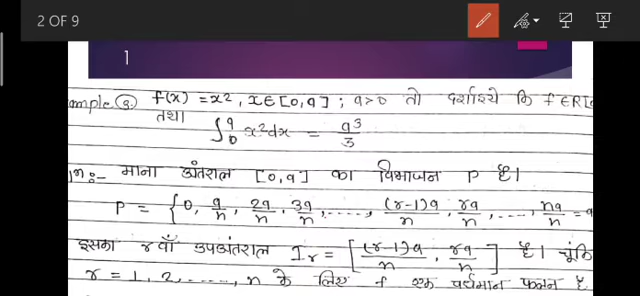 2 OF 9
1
ample ③. f(x) = x², x∈[0,a]; a>0 तो दर्शाइये कि f∈R[
तथा
∫₀ᵃ x²dx = a³/3
n:- माना अंतराल [0,a] का विभाजन P है।
P = {0, a/n, 2a/n, 3a/n, ....., (r-1)a/n, ra/n, ...., na/n = a
इसका rवाँ उपअंतराल Iᵣ = [(r-1)a/n, ra/n] है। चूंकि
r = 1, 2, ......, n के लिए f एक वर्धमान फलन है